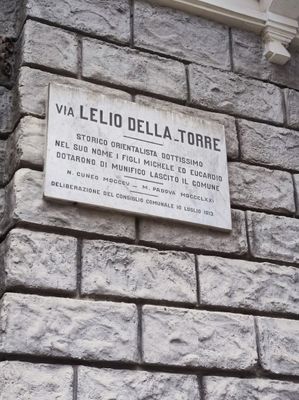 VIA LELIO DELLA TORRE
STORICO ORIENTALISTA DOTTISSIMO
NEL SUO NOME I FIGLI MICHELE ED EUCARDIO
DOTARONO DI MUNIFICO LASCITO IL COMUNE
N. CUNEO MDCCCV — M. PADOVA MDCCCLXXI
DELIBERAZIONE DEL CONSIGLIO COMUNALE 10 LUGLIO 1913